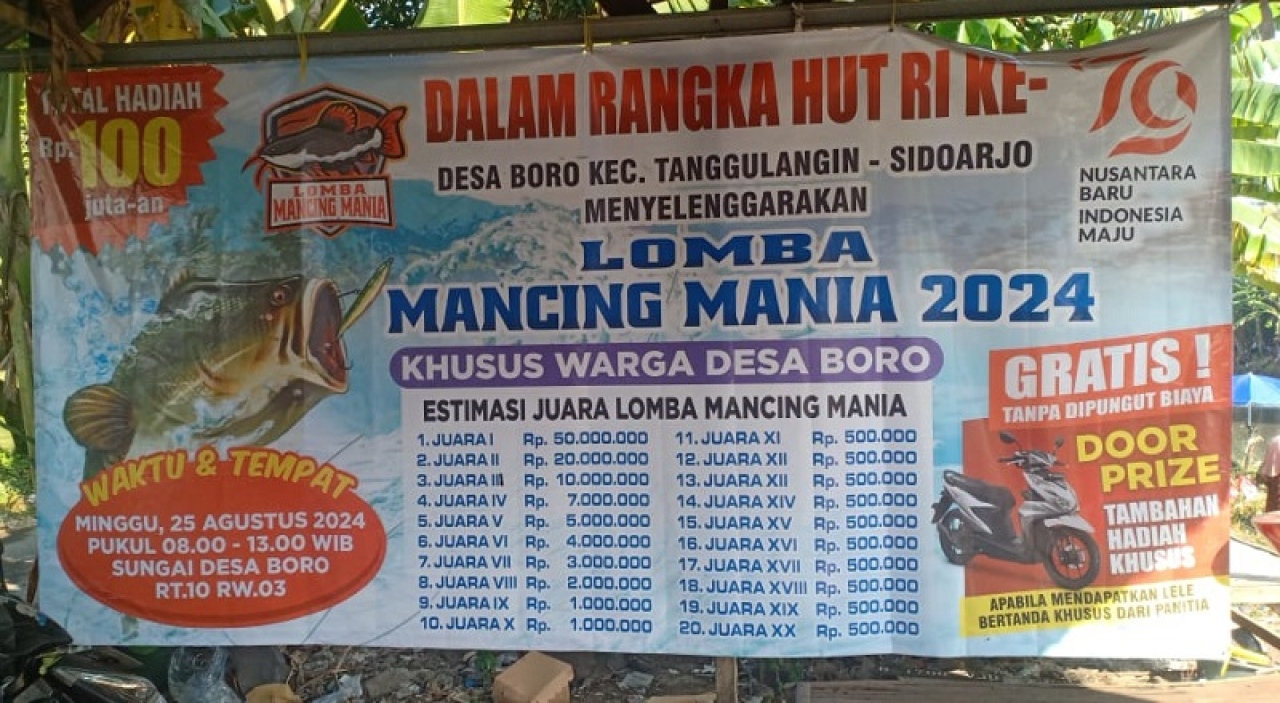 TOTAL HADIAH
Rp. 100
juta-an
LOMBA
MANCING MANIA
DALAM RANGKA HUT RI KE-
79
NUSANTARA
BARU
INDONESIA
MAJU
DESA BORO KEC. TANGGULANGIN - SIDOARJO
MENYELENGGARAKAN
LOMBA
MANCING MANIA 2024
KHUSUS WARGA DESA BORO
ESTIMASI JUARA LOMBA MANCING MANIA
1. JUARA I Rp. 50.000.000
2. JUARA II Rp. 20.000.000
3. JUARA III Rp. 10.000.000
4. JUARA IV Rp. 7.000.000
5. JUARA V Rp. 5.000.000
6. JUARA VI Rp. 4.000.000
7. JUARA VII Rp. 3.000.000
8. JUARA VIII Rp. 2.000.000
9. JUARA IX Rp. 1.000.000
10. JUARA X Rp. 1.000.000
11. JUARA XI Rp. 500.000
12. JUARA XII Rp. 500.000
13. JUARA XII Rp. 500.000
14. JUARA XIV Rp. 500.000
15. JUARA XV Rp. 500.000
16. JUARA XVI Rp. 500.000
17. JUARA XVII Rp. 500.000
18. JUARA XVIII Rp. 500.000
19. JUARA XIX Rp. 500.000
20. JUARA XX Rp. 500.000
WAKTU & TEMPAT
MINGGU, 25 AGUSTUS 2024
PUKUL 08.00 - 13.00 WIB
SUNGAI DESA BORO
RT.10 RW.03
GRATIS !
TANPA DIPUNGUT BIAYA
DOOR
PRIZE
TAMBAHAN
HADIAH
KHUSUS
APABILA MENDAPATKAN LELE
BERTANDA KHUSUS DARI PANITIA